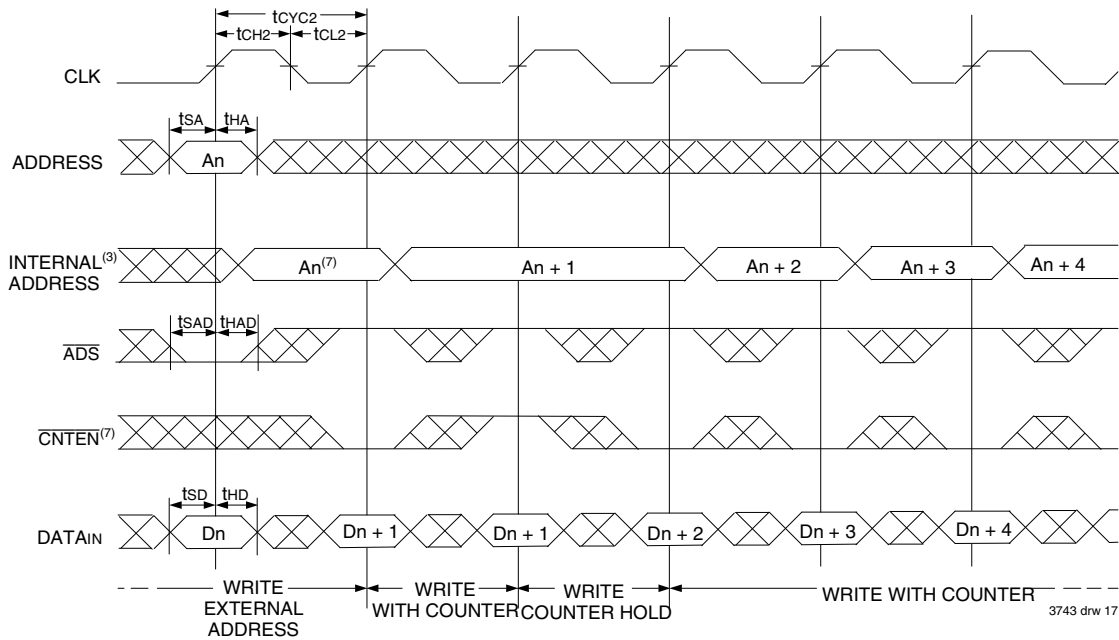 tCYC2
tCH2 tCL2
CLK
tSA tHA
ADDRESS An
INTERNAL(3) ADDRESS An(7) An + 1 An + 2 An + 3 An + 4
tSAD tHAD
ADS
CNTEN(7)
tSD tHD
DATAIN Dn Dn + 1 Dn + 1 Dn + 2 Dn + 3 Dn + 4
WRITE EXTERNAL ADDRESS
WRITE WITH COUNTER
WRITE COUNTER HOLD
WRITE WITH COUNTER
3743 drw 17